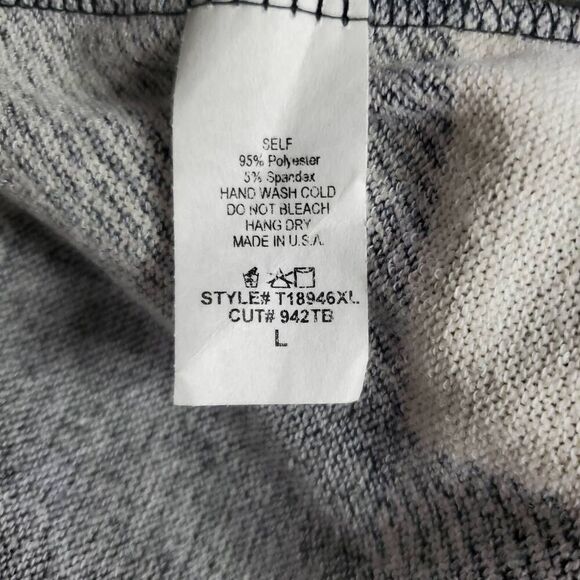 SELF
95% Polyester
5% Spandex
HAND WASH COLD
DO NOT BLEACH
HANG DRY
MADE IN U.S.A.
STYLE# T18946XL
CUT# 942TB
L